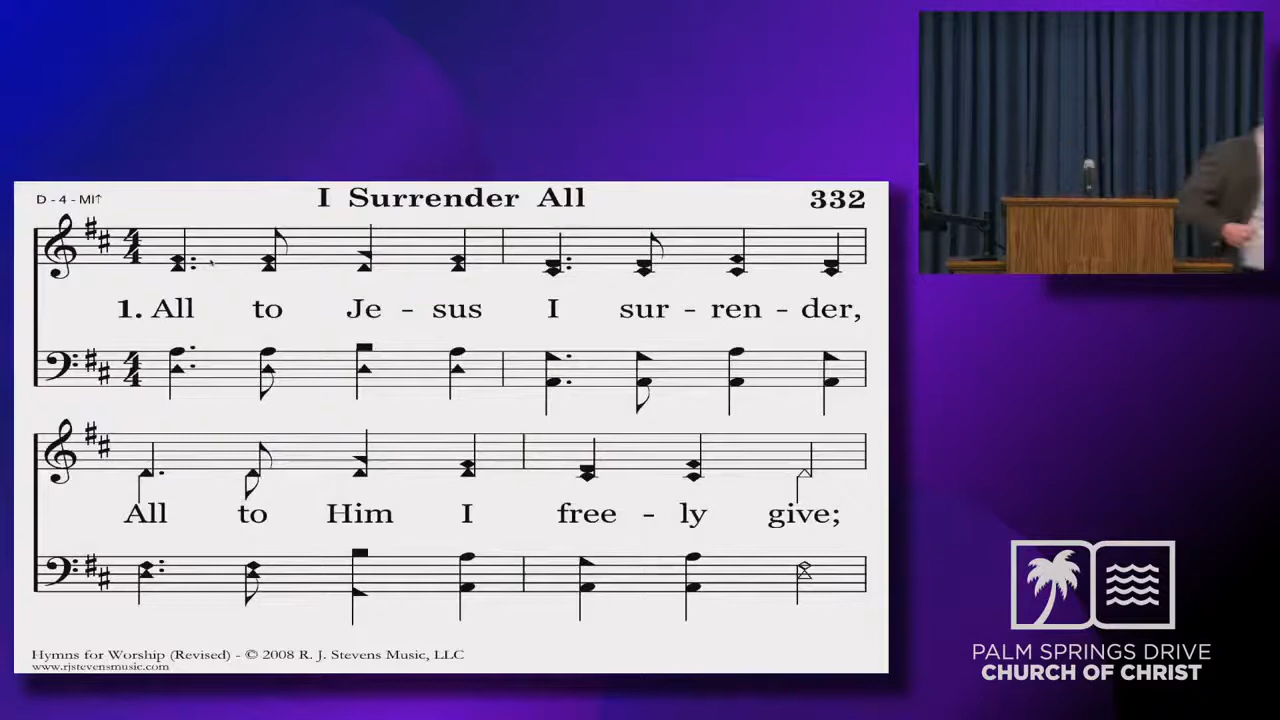 D - 4 - MI↑
I Surrender All
332
1. All to Je - sus I sur - ren - der,
All to Him I free - ly give;
Hymns for Worship (Revised) - © 2008 R. J. Stevens Music, LLC
www.rjstevensmusic.com
PALM SPRINGS DRIVE
CHURCH OF CHRIST